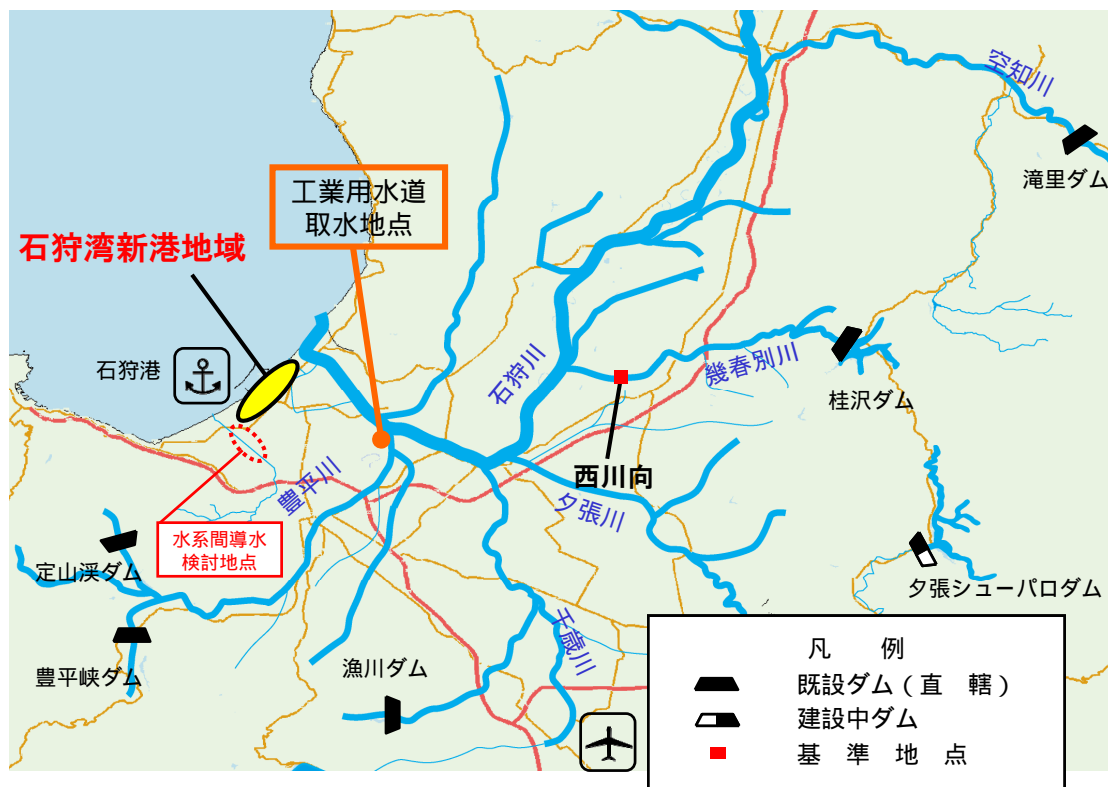 空知川
滝里ダム
工業用水道
取水地点
石狩湾新港地域
石狩港
石狩川
幾春別川
桂沢ダム
西川向
夕張川
豊平川
水系間導水
検討地点
定山渓ダム
夕張シューパロダム
千歳川
漁川ダム
豊平峡ダム
凡 例
既設ダム(直 轄)
建設中ダム
基 準 地 点